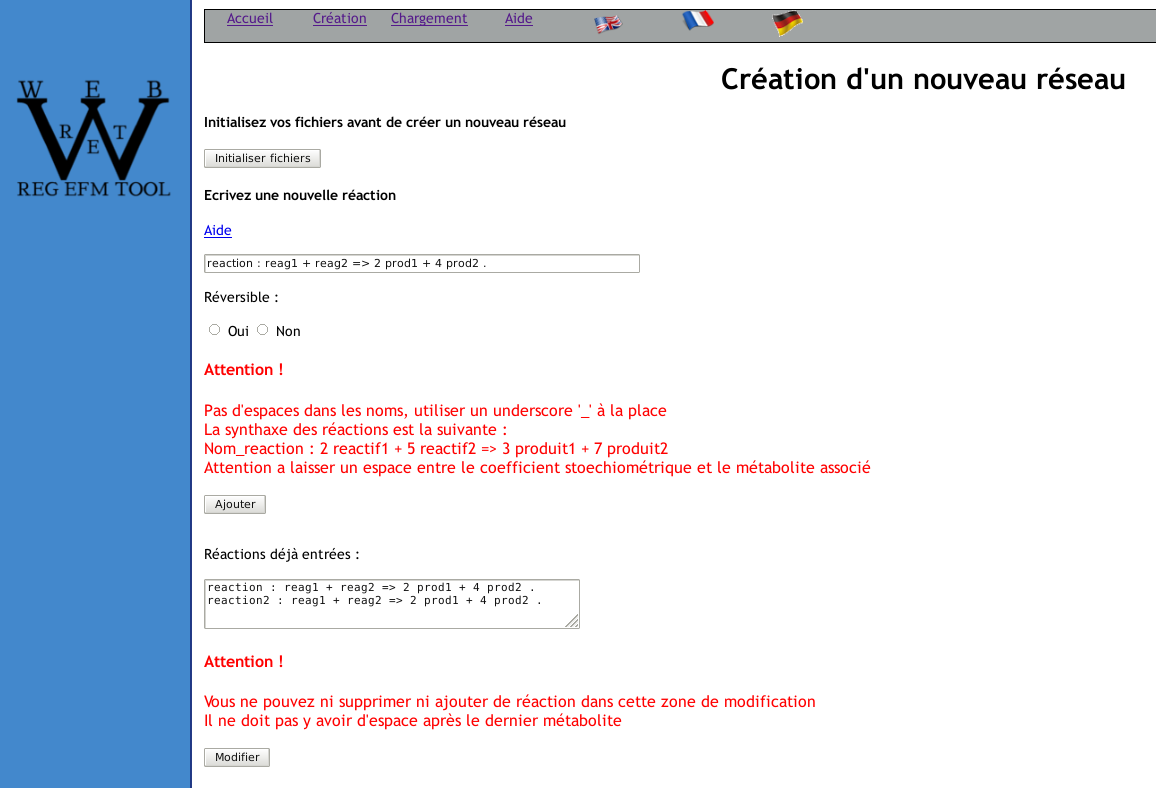 Accueil Création Chargement Aide
W E B
R E T
REG EFM TOOL
Création d'un nouveau réseau
Initialisez vos fichiers avant de créer un nouveau réseau
Initialiser fichiers
Ecrivez une nouvelle réaction
Aide
reaction : reag1 + reag2 => 2 prod1 + 4 prod2 .
Réversible :
Oui Non
Attention !
Pas d'espaces dans les noms, utiliser un underscore '_' à la place
La synthaxe des réactions est la suivante :
Nom_reaction : 2 reactif1 + 5 reactif2 => 3 produit1 + 7 produit2
Attention a laisser un espace entre le coefficient stoechiométrique et le métabolite associé
Ajouter
Réactions déjà entrées :
reaction : reag1 + reag2 => 2 prod1 + 4 prod2 .
reaction2 : reag1 + reag2 => 2 prod1 + 4 prod2 .
Attention !
Vous ne pouvez ni supprimer ni ajouter de réaction dans cette zone de modification
Il ne doit pas y avoir d'espace après le dernier métabolite
Modifier